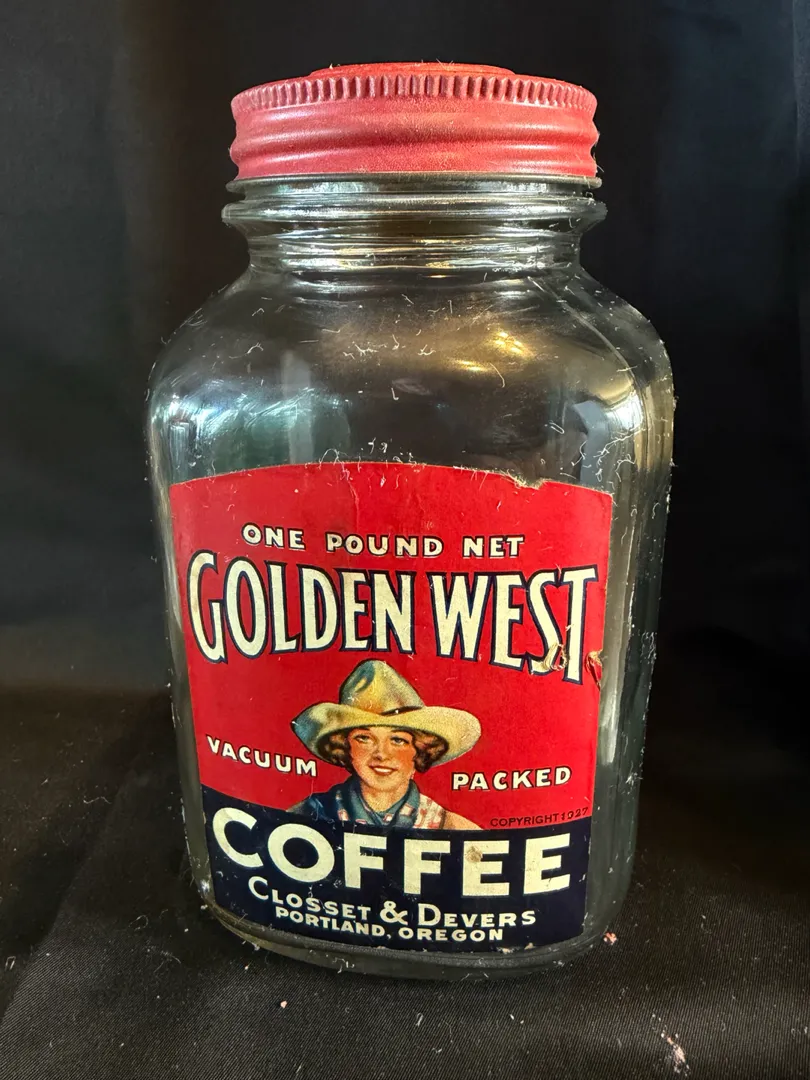 ONE POUND NET
GOLDEN WEST
VACUUM PACKED
COPYRIGHT 1927
COFFEE
CLOSSET & DEVERS
PORTLAND, OREGON